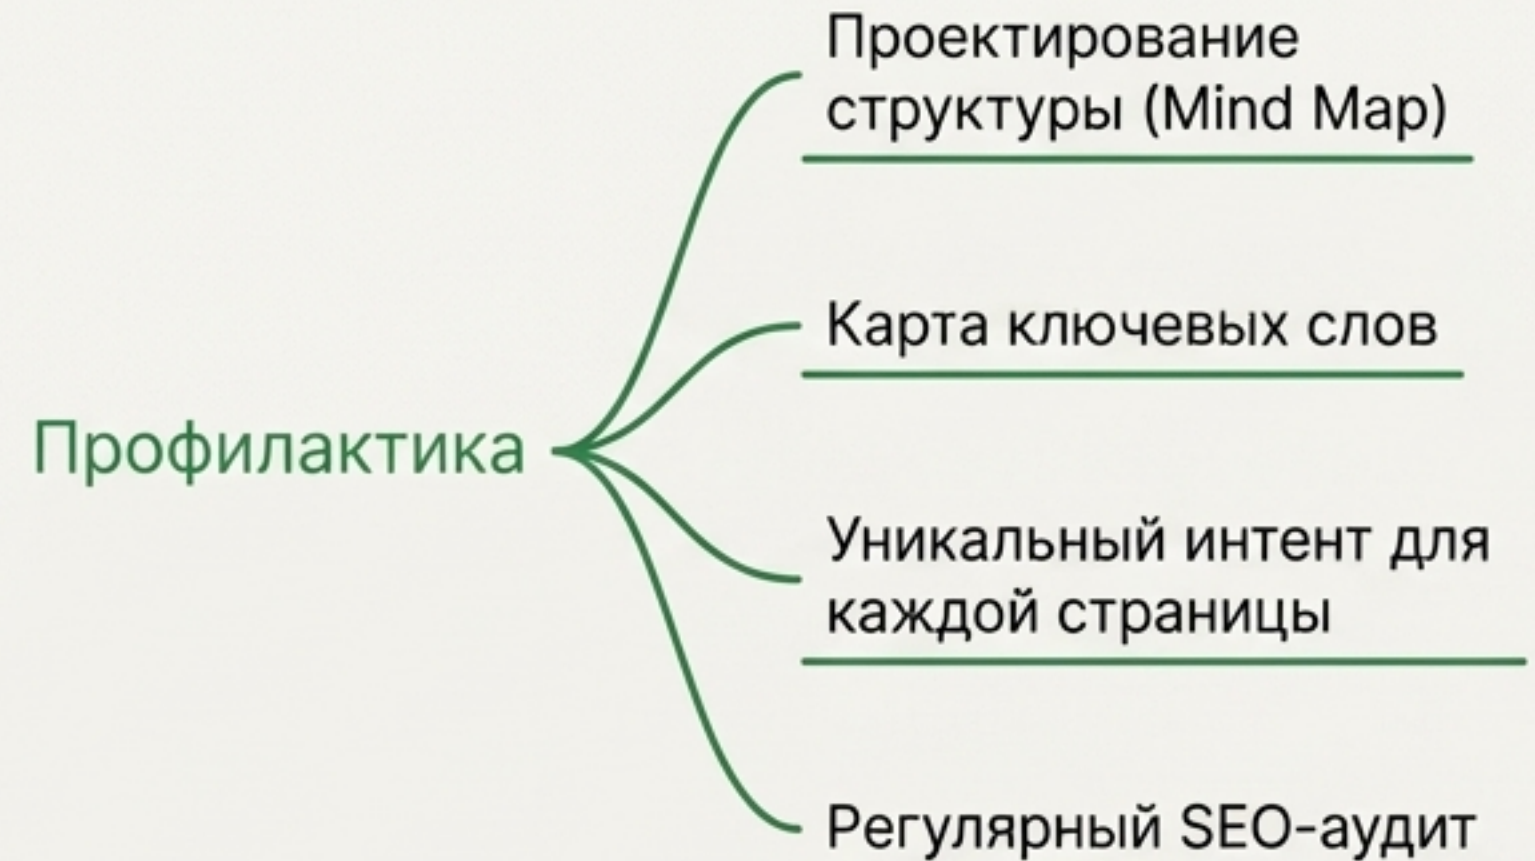 Проектирование
структуры (Mind Map)
Карта ключевых слов
Профилактика
Уникальный интент для
каждой страницы
Регулярный SEO-аудит